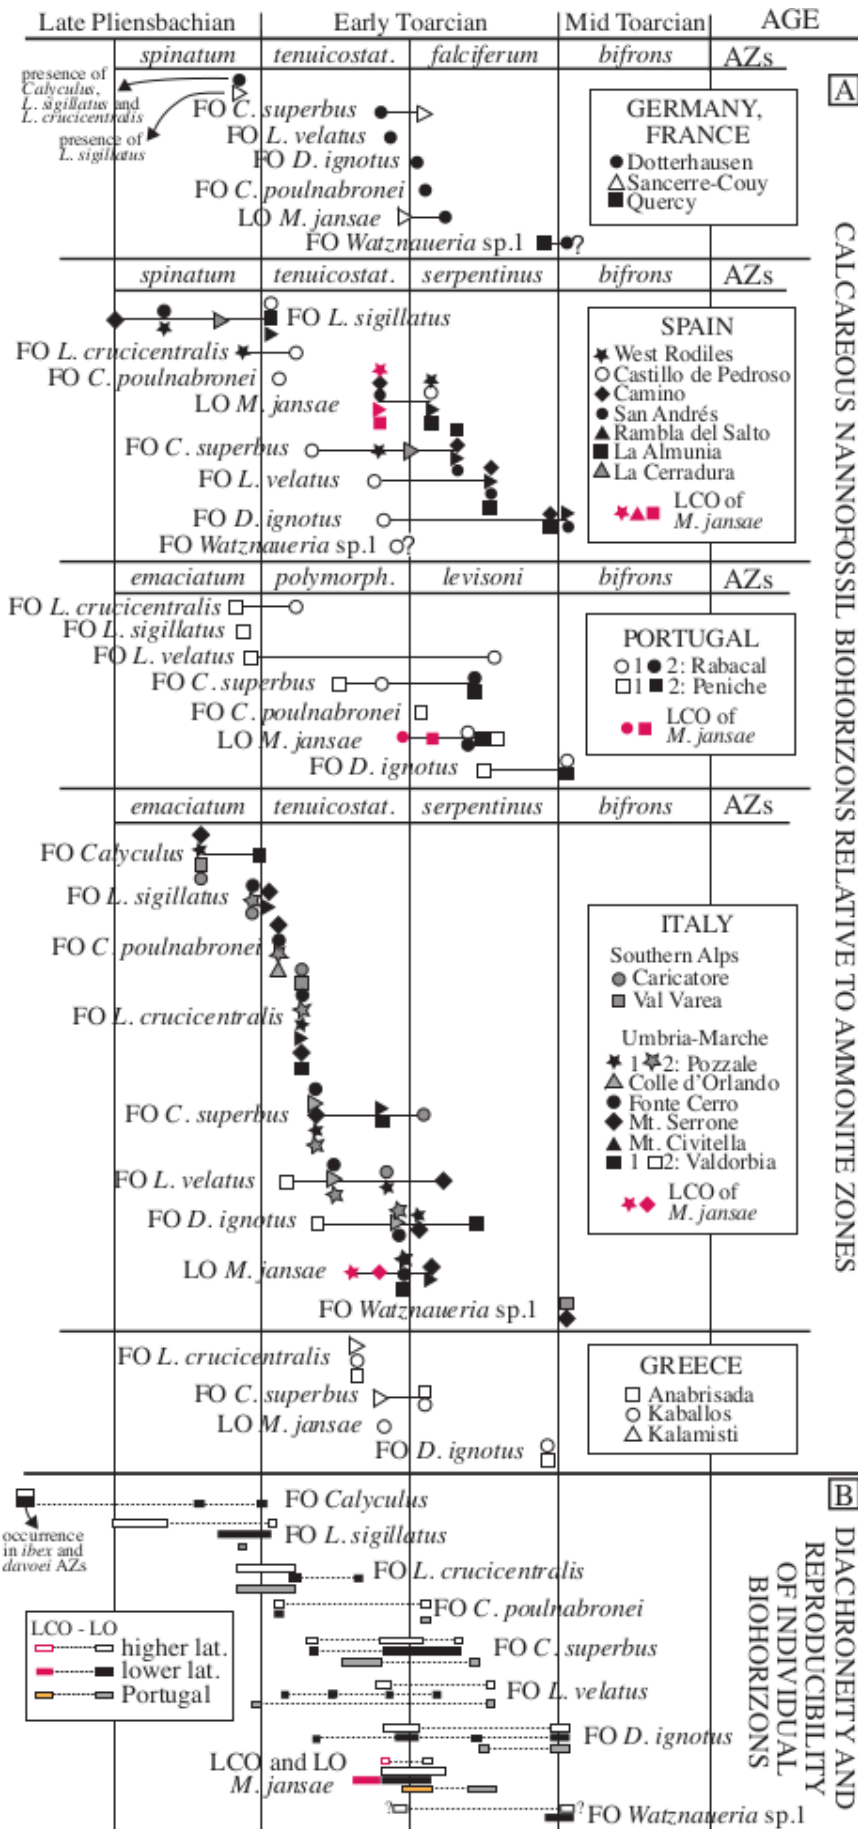 Late Pliensbachian Early Toarcian Mid Toarcian AGE
spinatum tenuicostat. falciferum bifrons AZs
presence of
Calyculus,
L. sigillatus and
L. crucicentralis
presence of
L. sigillatus
FO C. superbus
FO L. velatus
FO D. ignotus
FO C. poulnabronei
LO M. jansae
FO Watznaueria sp.1 ?
A
GERMANY,
FRANCE
Dotterhausen
Sancerre-Couy
Quercy
CALCAREOUS NANNOFOSSIL BIOHORIZONS RELATIVE TO AMMONITE ZONES
spinatum tenuicostat. serpentinus bifrons AZs
FO L. sigillatus
FO L. crucicentralis
FO C. poulnabronei
LO M. jansae
FO C. superbus
FO L. velatus
FO D. ignotus
FO Watznaueria sp.1 ?
SPAIN
West Rodiles
Castillo de Pedroso
Camino
San Andrés
Rambla del Salto
La Almunia
La Cerradura
LCO of
M. jansae
emaciatum polymorph. levisoni bifrons AZs
FO L. crucicentralis
FO L. sigillatus
FO L. velatus
FO C. superbus
FO C. poulnabronei
LO M. jansae
FO D. ignotus
PORTUGAL
1 2: Rabacal
1 2: Peniche
LCO of
M. jansae
emaciatum tenuicostat. serpentinus bifrons AZs
FO Calyculus
FO L. sigillatus
FO C. poulnabronei
FO L. crucicentralis
FO C. superbus
FO L. velatus
FO D. ignotus
LO M. jansae
FO Watznaueria sp.1
ITALY
Southern Alps
Caricatore
Val Varea
Umbria-Marche
1 2: Pozzale
Colle d'Orlando
Fonte Cerro
Mt. Serrone
Mt. Civitella
1 2: Valdorbia
LCO of
M. jansae
FO L. crucicentralis
FO C. superbus
LO M. jansae
FO D. ignotus
GREECE
Anabrisada
Kaballos
Kalamisti
B
DIACHRONEITY AND
REPRODUCIBILITY
OF INDIVIDUAL
BIOHORIZONS
occurrence
in ibex and
davoei AZs
FO Calyculus
FO L. sigillatus
FO L. crucicentralis
FO C. poulnabronei
FO C. superbus
FO L. velatus
FO D. ignotus
LCO and LO
M. jansae
? ? FO Watznaueria sp.1
LCO - LO
higher lat.
lower lat.
Portugal